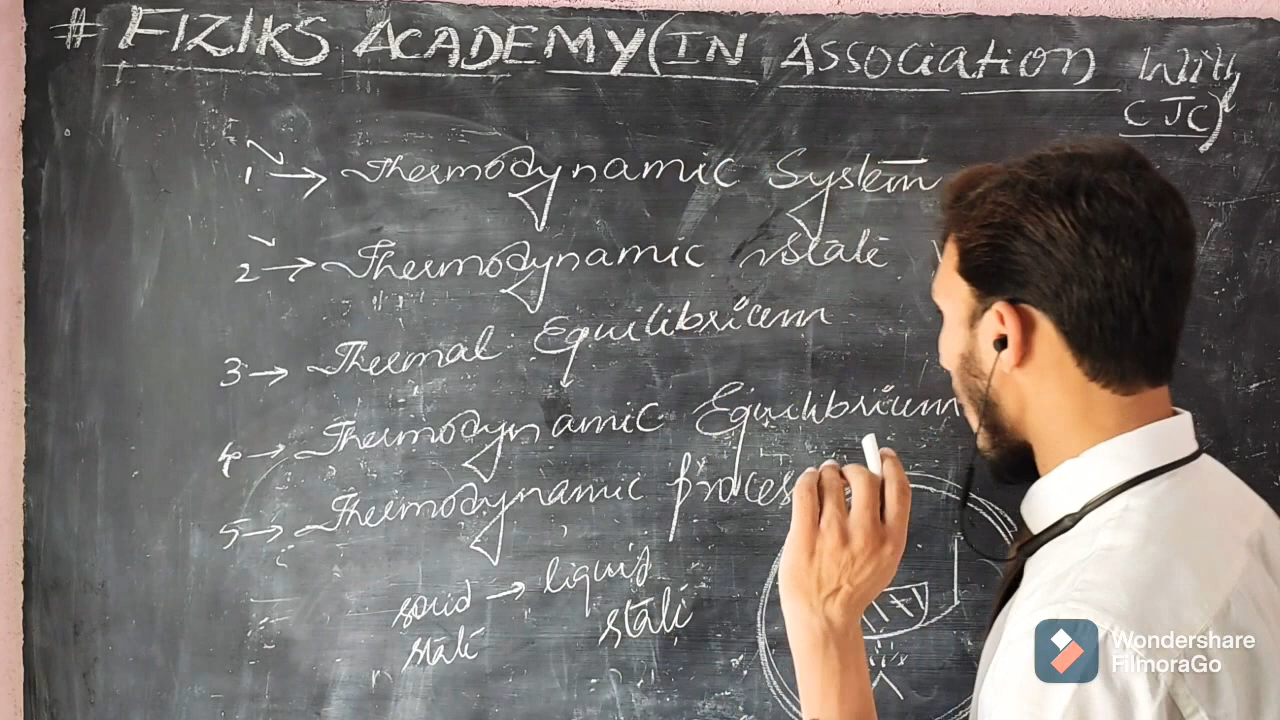 # FIZIKS ACADEMY (IN ASSOCiATiON With
CJC)
1 → Thermodynamic System
2 → Thermodynamic State
3 → Thermal Equilibrium
4 → Thermodynamic Equilibrium
5 → Thermodynamic process
solid → liquid
state state
Wondershare
FilmoraGo